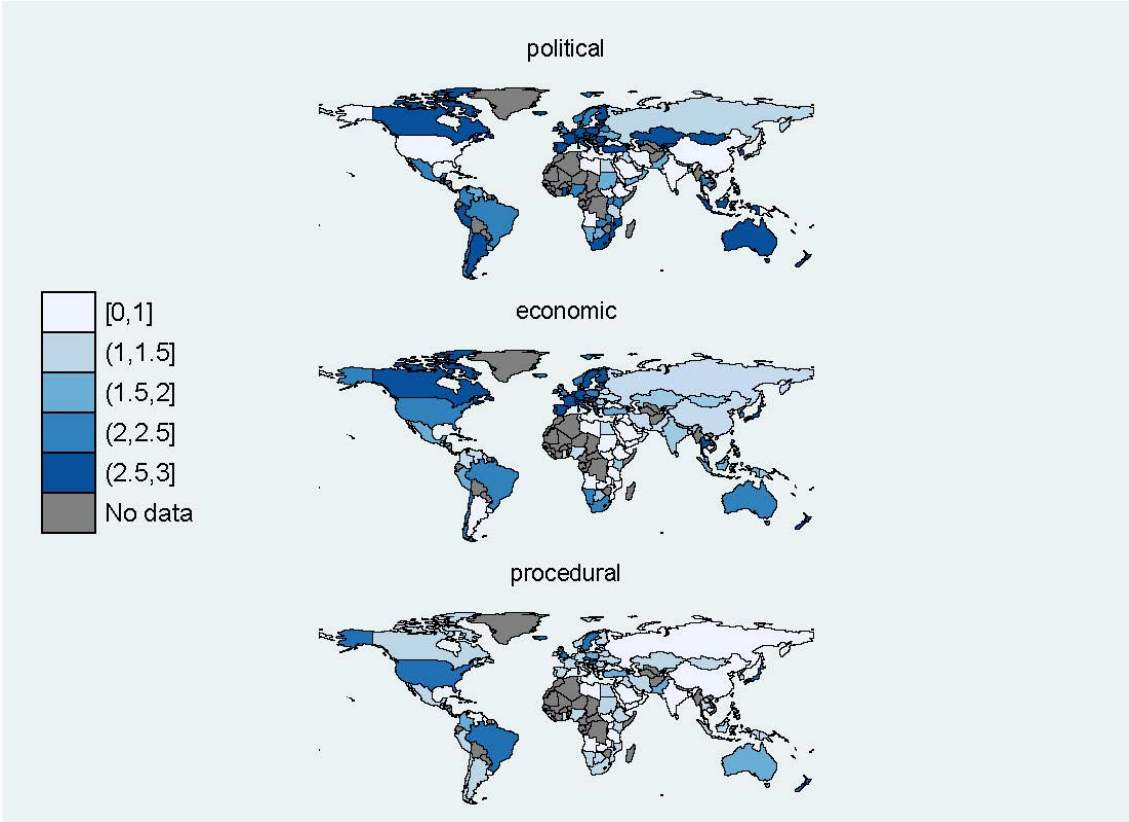 political
economic
[0,1]
(1,1.5]
(1.5,2]
(2,2.5]
(2.5,3]
No data
procedural